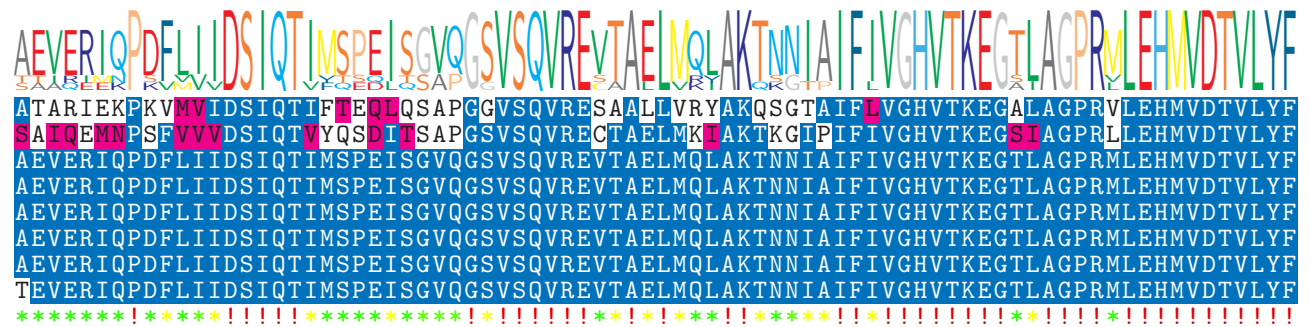 AEVERIQPDFLIIDSIQTIMSPEISGVQGSVSQVREVTAELMQLAKTNNIAIFIVGHVTKEGTLAGPRMLEHMVDTVLYF
ATARIEKPKVMVIDSIQTIFTEQLQSAPGGVSQVRESAALLVRYAKQSGTAIFLVGHVTKEGALAGPRVLEHMVDTVLYF
SAIQEMNPSFVVVDSIQTVYQSDITSAPGSVSQVRECTAELMKIAKTKGIPIFIVGHVTKEGSIAGPRLLEHMVDTVLYF
AEVERIQPDFLIIDSIQTIMSPEISGVQGSVSQVREVTAELMQLAKTNNIAIFIVGHVTKEGTLAGPRMLEHMVDTVLYF
AEVERIQPDFLIIDSIQTIMSPEISGVQGSVSQVREVTAELMQLAKTNNIAIFIVGHVTKEGTLAGPRMLEHMVDTVLYF
AEVERIQPDFLIIDSIQTIMSPEISGVQGSVSQVREVTAELMQLAKTNNIAIFIVGHVTKEGTLAGPRMLEHMVDTVLYF
AEVERIQPDFLIIDSIQTIMSPEISGVQGSVSQVREVTAELMQLAKTNNIAIFIVGHVTKEGTLAGPRMLEHMVDTVLYF
AEVERIQPDFLIIDSIQTIMSPEISGVQGSVSQVREVTAELMQLAKTNNIAIFIVGHVTKEGTLAGPRMLEHMVDTVLYF
TEVERIQPDFLIIDSIQTIMSPEISGVQGSVSQVREVTAELMQLAKTNNIAIFIVGHVTKEGTLAGPRMLEHMVDTVLYF
*******!*****!!!!!**********!*!!!!!!**!*!***!!*****!!*!!!!!!!!**!!!!*!!!!!!!!!!!